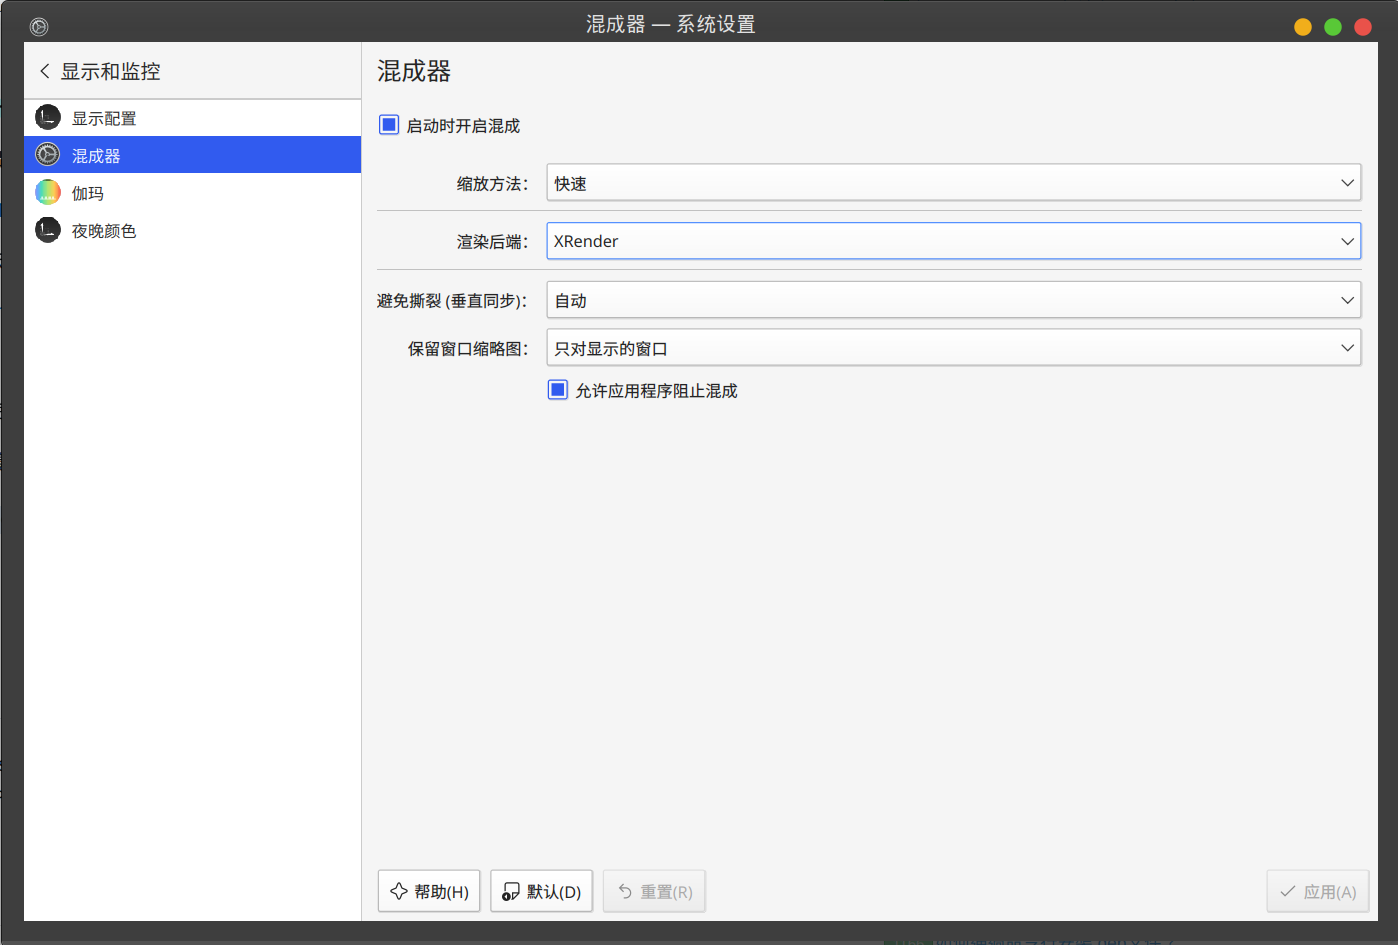 混成器 — 系统设置
显示和监控
显示配置
混成器
伽玛
夜晚颜色
混成器
启动时开启混成
缩放方法： 快速
渲染后端： XRender
避免撕裂 (垂直同步)： 自动
保留窗口缩略图： 只对显示的窗口
允许应用程序阻止混成
帮助(H) 默认(D) 重置(R) 应用(A)